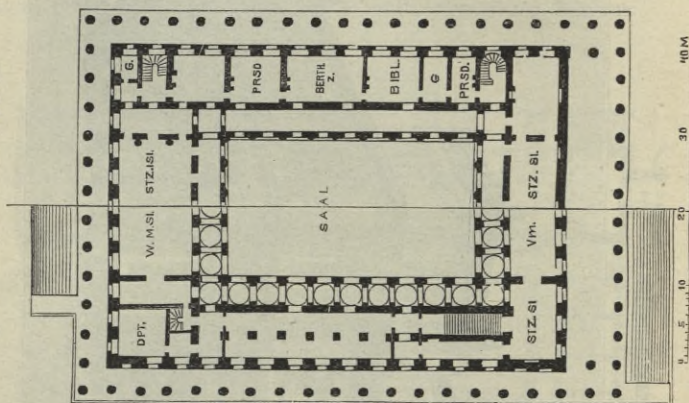 G.
PRSD
BERTH.
Z.
BIBL.
G
PRSD.
STZ. SL.
W. M. SL.
SAAL
STZ. SL.
Vm.
DPT.
STZ. SL
0
5
10
20
30
40 M